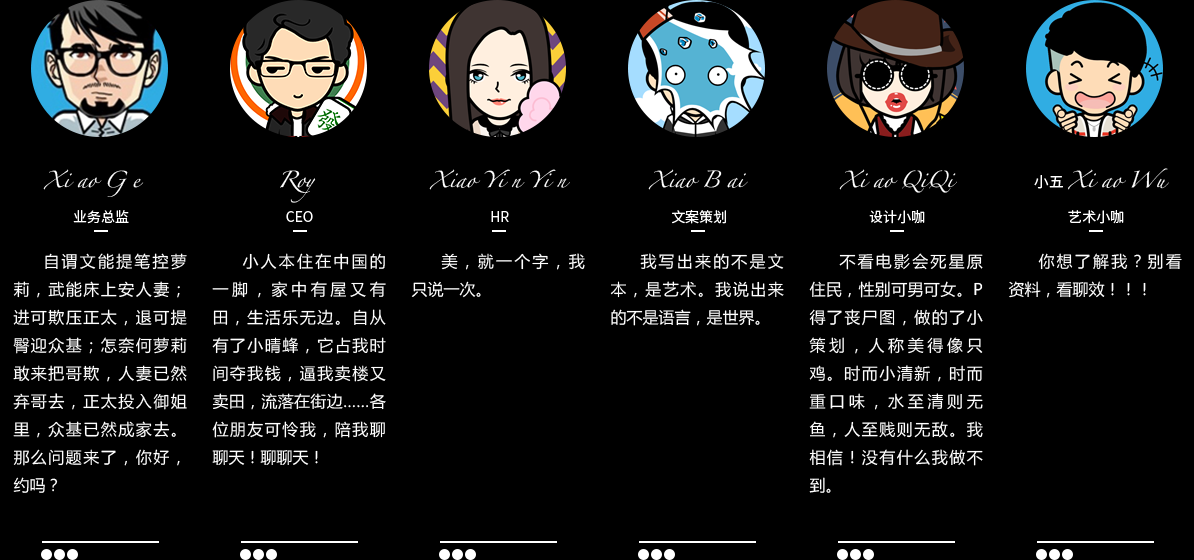 Xiao Ge
业务总监
自谓文能提笔控萝
莉，武能床上安人妻；
进可欺压正太，退可提
臀迎众基；怎奈何萝莉
敢来把哥欺，人妻已然
弃哥去，正太投入御姐
里，众基已然成家去。
那么问题来了，你好，
约吗？
Roy
CEO
小人本住在中国的
一脚，家中有屋又有
田，生活乐无边。自从
有了小晴蜂，它占我时
间夺我钱，逼我卖楼又
卖田，流落在街边......各
位朋友可怜我，陪我聊
聊天！聊聊天！
Xiao Yin Yin
HR
美，就一个字，我
只说一次。
Xiao Bai
文案策划
我写出来的不是文
本，是艺术。我说出来
的不是语言，是世界。
Xiao QiQi
设计小咖
不看电影会死星原
住民，性别可男可女。P
得了丧尸图，做的了小
策划，人称美得像只
鸡。时而小清新，时而
重口味，水至清则无
鱼，人至贱则无敌。我
相信！没有什么我做不
到。
小五 Xiao Wu
艺术小咖
你想了解我？别看
资料，看聊效！！！
發